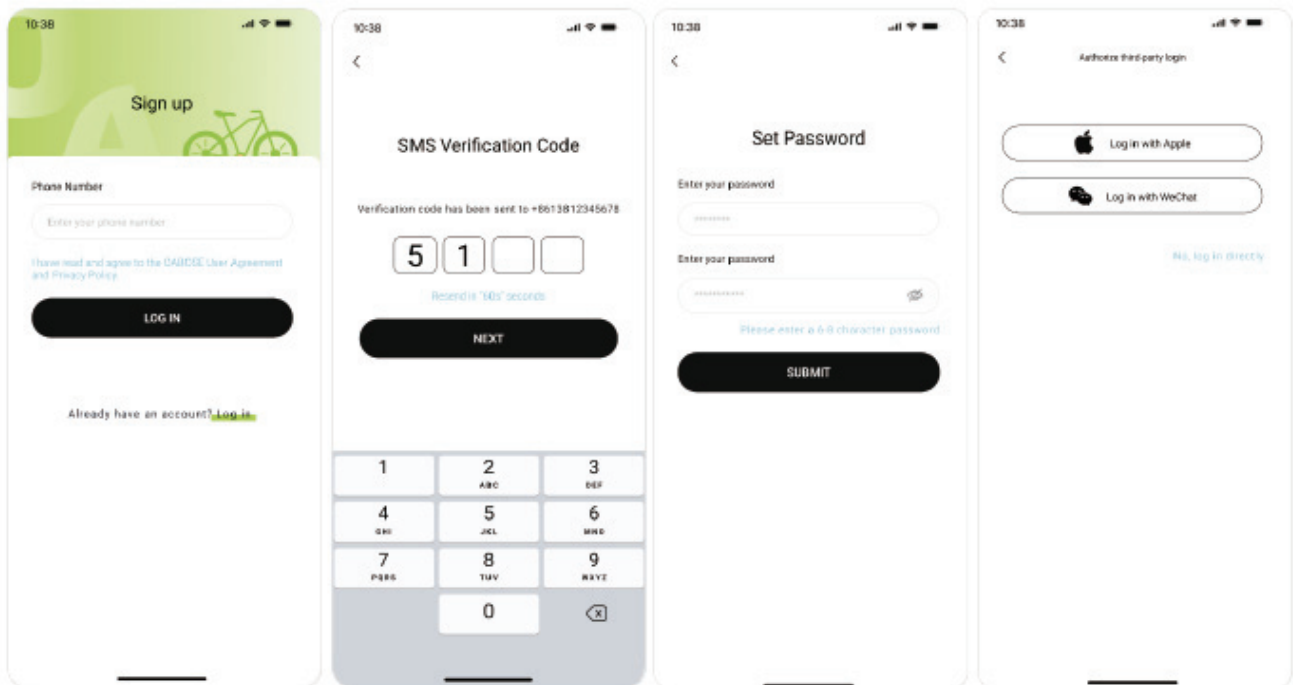 10:38
Sign up
Phone Number
Enter your phone number
I have read and agree to the OABOSE User Agreement
and Privacy Policy
LOG IN
Already have an account? Log in
10:38
SMS Verification Code
Verification code has been sent to +8613812345678
5 1
Resend in "60s" seconds
NEXT
1
2
ABC
3
DEF
4
GHI
5
JKL
6
MNO
7
PQRS
8
TUV
9
WXYZ
0
10:38
Set Password
Enter your password
********
Enter your password
***********
Please enter a 6-8 character password
SUBMIT
10:38
Authorize third-party login
Log in with Apple
Log in with WeChat
No, log in directly